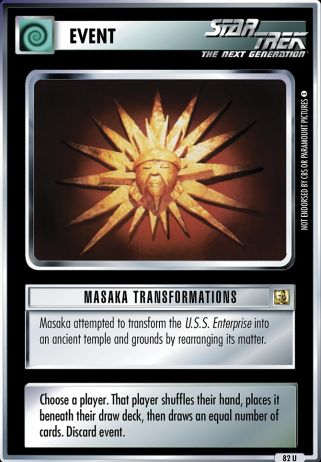 EVENT
STAR TREK
THE NEXT GENERATION
NOT ENDORSED BY CBS OR PARAMOUNT PICTURES
MASAKA TRANSFORMATIONS
Masaka attempted to transform the U.S.S. Enterprise into
an ancient temple and grounds by rearranging its matter.
Choose a player. That player shuffles their hand, places it
beneath their draw deck, then draws an equal number of
cards. Discard event.
82 U